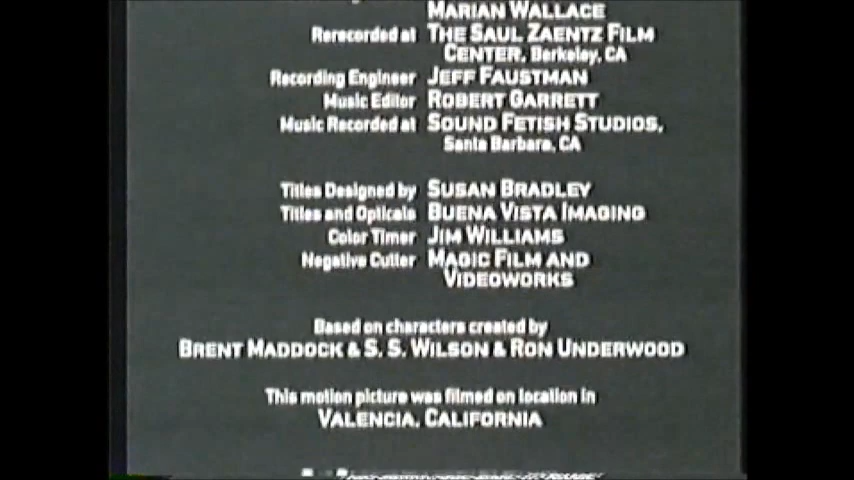 MARIAN WALLACE
Rerecorded at THE SAUL ZAENTZ FILM
CENTER, Berkeley, CA
Recording Engineer JEFF FAUSTMAN
Music Editor ROBERT GARRETT
Music Recorded at SOUND FETISH STUDIOS,
Santa Barbara, CA
Titles Designed by SUSAN BRADLEY
Titles and Opticals BUENA VISTA IMAGING
Color Timer JIM WILLIAMS
Negative Cutter MAGIC FILM AND
VIDEOWORKS
Based on characters created by
BRENT MADDOCK & S. S. WILSON & RON UNDERWOOD
This motion picture was filmed on location in
VALENCIA, CALIFORNIA